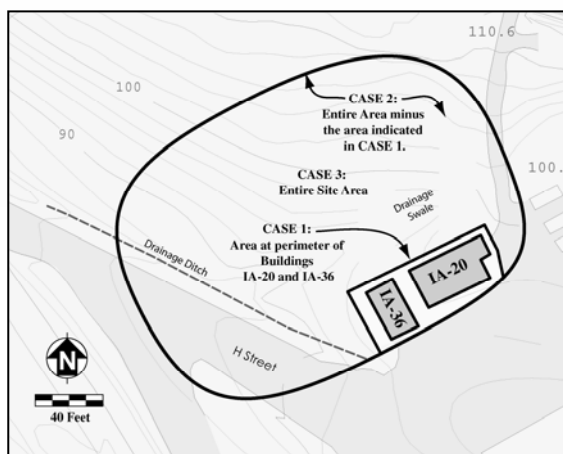 110.6
100
90
CASE 2:
Entire Area minus
the area indicated
in CASE 1.
CASE 3:
Entire Site Area
100.
Drainage
Swale
CASE 1:
Area at perimeter of
Buildings
IA-20 and IA-36
Drainage Ditch
IA-20
IA-36
H Street
N
40 Feet